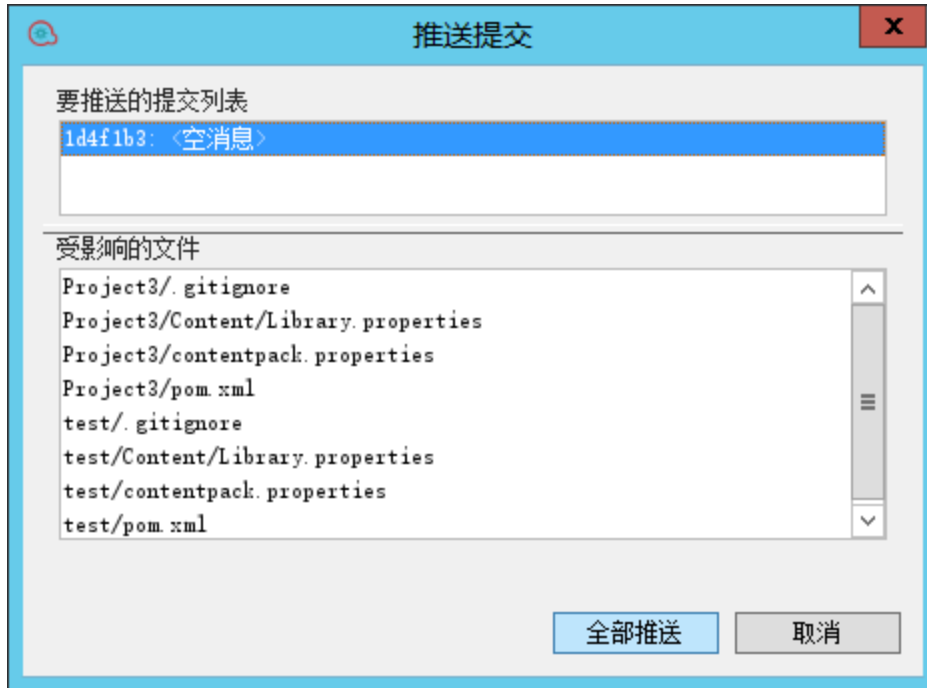 推送提交
要推送的提交列表
1d4f1b3: <空消息>
受影响的文件
Project3/.gitignore
Project3/Content/Library.properties
Project3/contentpack.properties
Project3/pom.xml
test/.gitignore
test/Content/Library.properties
test/contentpack.properties
test/pom.xml
全部推送 取消